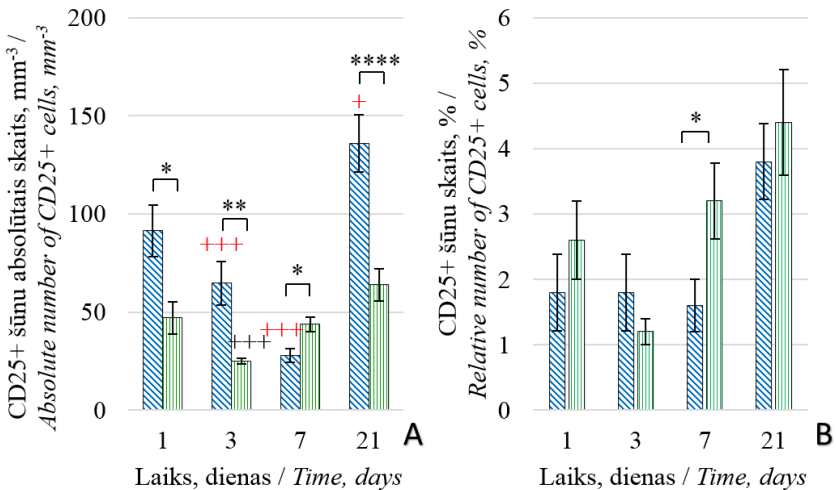 CD25+ šūnu absolūtais skaits, mm⁻³ /
Absolute number of CD25+ cells, mm⁻³
200
150
100
50
0
*
**
+++
+++
+++
*
****
+
1 3 7 21
Laiks, dienas / Time, days
A
CD25+ šūnu skaits, % /
Relative number of CD25+ cells, %
6
5
4
3
2
1
0
*
1 3 7 21
Laiks, dienas / Time, days
B